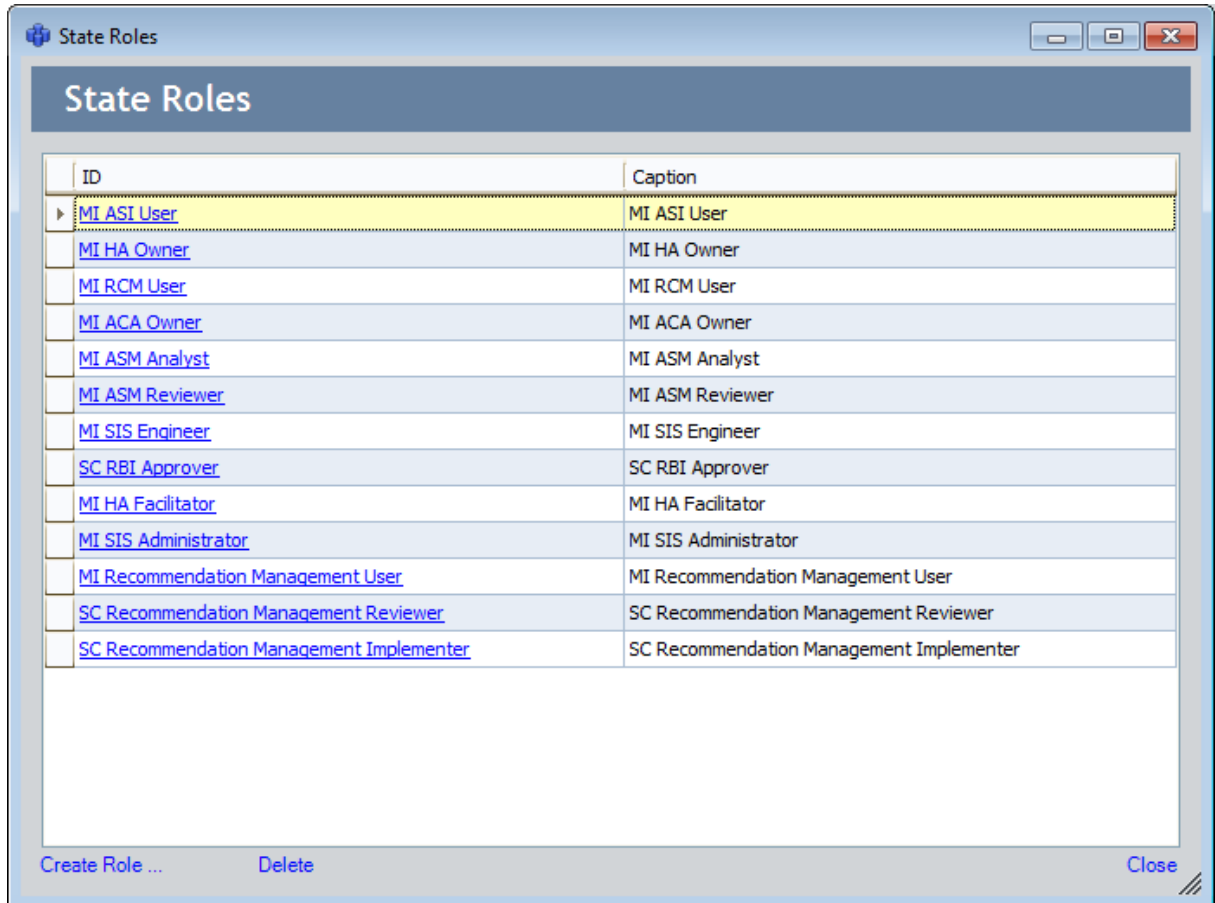 State Roles
State Roles
ID Caption
MI ASI User MI ASI User
MI HA Owner MI HA Owner
MI RCM User MI RCM User
MI ACA Owner MI ACA Owner
MI ASM Analyst MI ASM Analyst
MI ASM Reviewer MI ASM Reviewer
MI SIS Engineer MI SIS Engineer
SC RBI Approver SC RBI Approver
MI HA Facilitator MI HA Facilitator
MI SIS Administrator MI SIS Administrator
MI Recommendation Management User MI Recommendation Management User
SC Recommendation Management Reviewer SC Recommendation Management Reviewer
SC Recommendation Management Implementer SC Recommendation Management Implementer
Create Role ... Delete Close